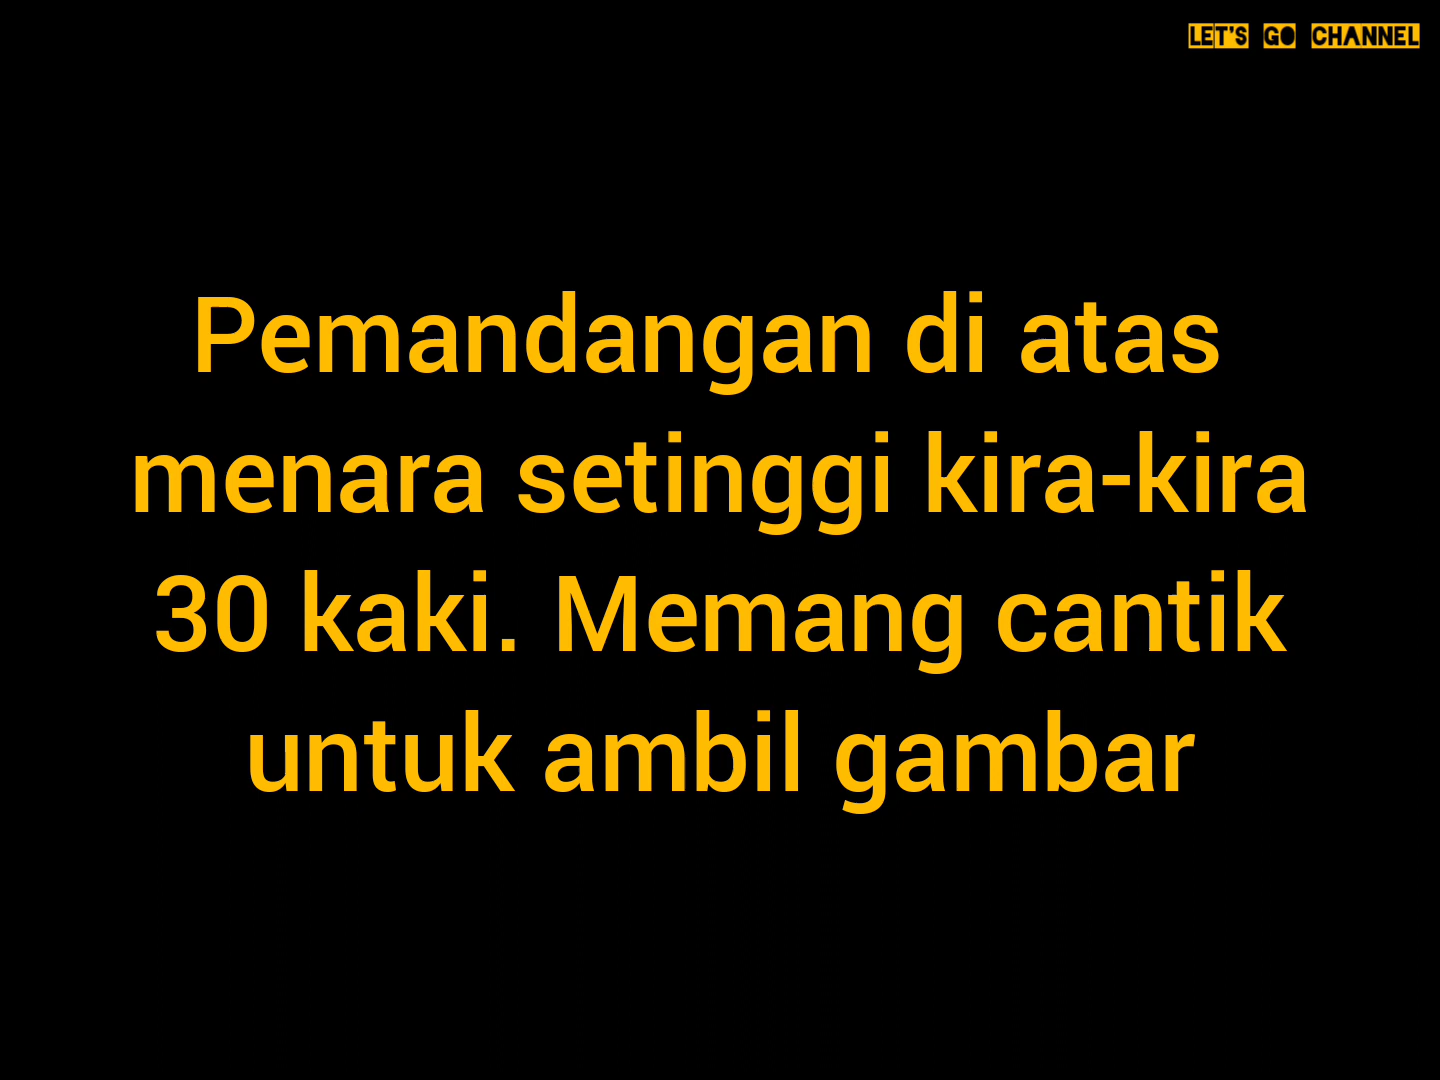 LET'S GO CHANNEL
Pemandangan di atas
menara setinggi kira-kira
30 kaki. Memang cantik
untuk ambil gambar